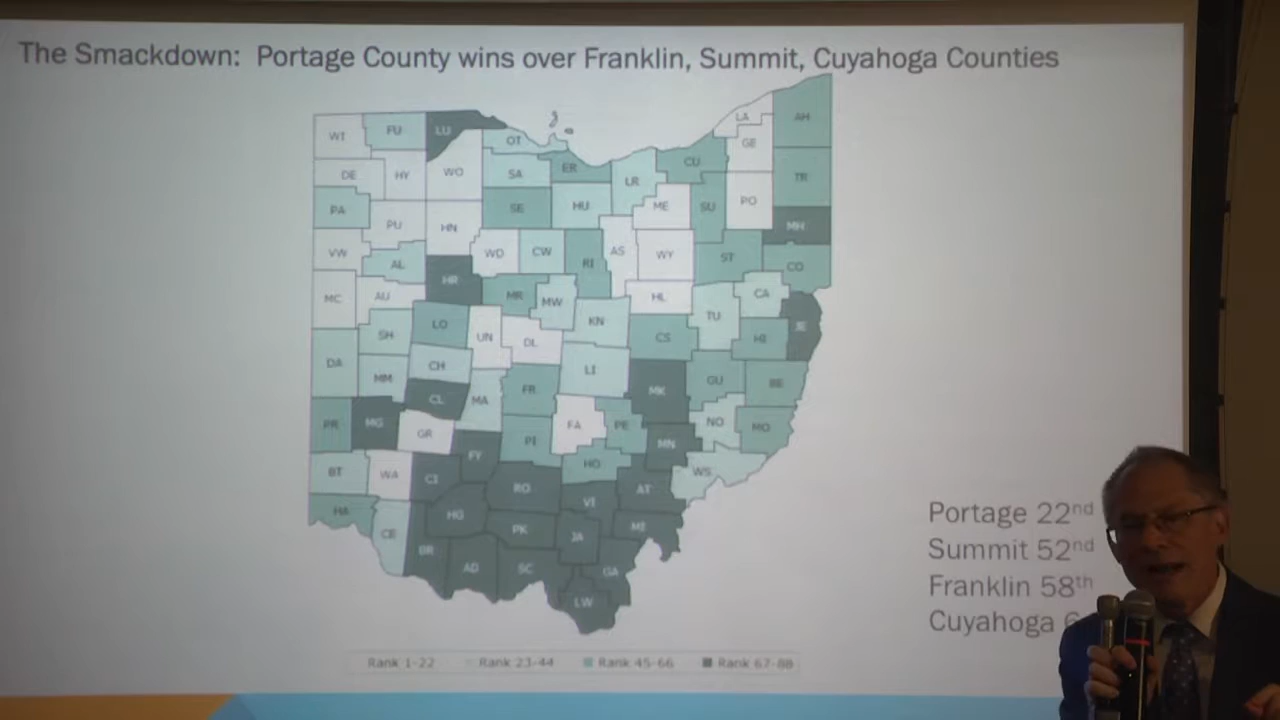 The Smackdown: Portage County wins over Franklin, Summit, Cuyahoga Counties
WT FU LU OT LA AH
DE HY WO SA ER LR CU GE TR
PA PU HN SE HU ME SU PO MH
VW AL WD CW RI AS WY ST CO
MC AU HR MR MW HL CA
SH LO UN DL KN CS TU HI JE
DA MM CH LI MK GU BE
PR MG CL MA FR FA PE NO MO
GR FY PI HO MN WS
BT WA CI RO VI AT
HA CE HG PK JA
BR AD SC GA
LW
Portage 22nd
Summit 52nd
Franklin 58th
Cuyahoga
Rank 1-22 Rank 23-44 Rank 45-66 Rank 67-88